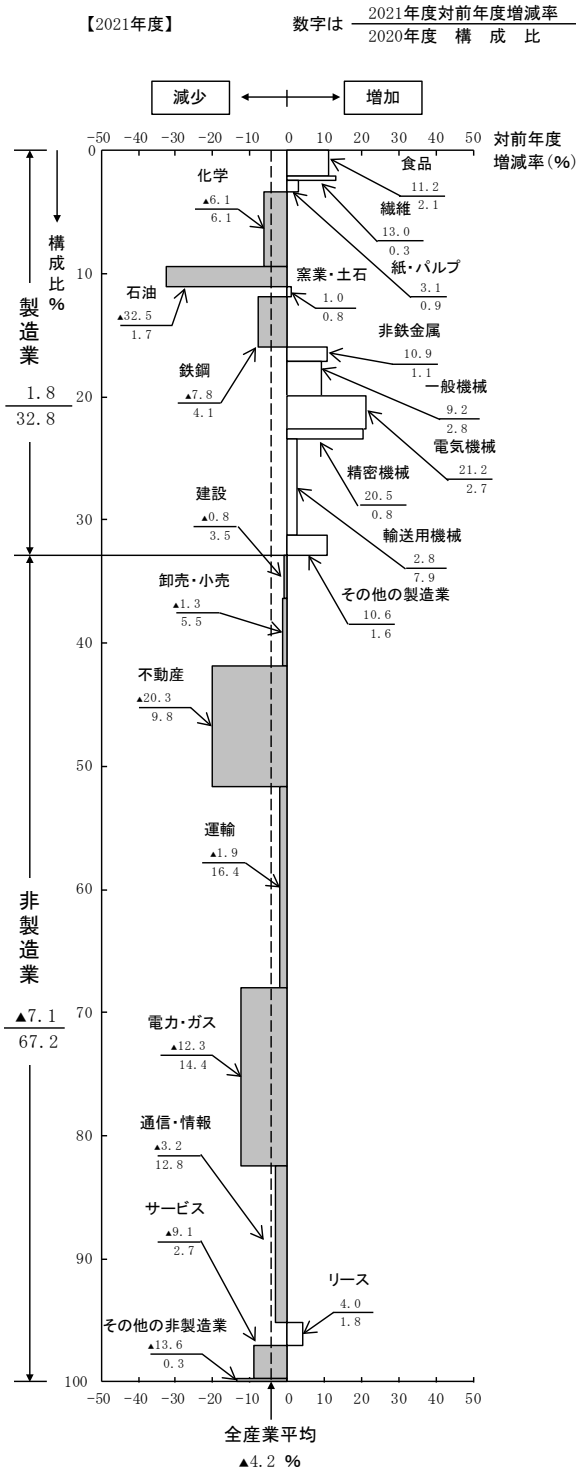 【2021年度】
数字は
2021年度対前年度増減率
2020年度 構 成 比
減少
増加
-50 -40 -30 -20 -10 0 10 20 30 40 50
対前年度
増減率(%)
0
10
20
30
40
50
60
70
80
90
100
構成比%
製造業
1.8
32.8
非製造業
▲7.1
67.2
食品
11.2
2.1
繊維
13.0
0.3
紙・パルプ
3.1
0.9
化学
▲6.1
6.1
石油
▲32.5
1.7
窯業・土石
1.0
0.8
鉄鋼
▲7.8
4.1
非鉄金属
10.9
1.1
一般機械
9.2
2.8
電気機械
21.2
2.7
精密機械
20.5
0.8
輸送用機械
2.8
7.9
その他の製造業
10.6
1.6
建設
▲0.8
3.5
卸売・小売
▲1.3
5.5
不動産
▲20.3
9.8
運輸
▲1.9
16.4
電力・ガス
▲12.3
14.4
通信・情報
▲3.2
12.8
リース
4.0
1.8
サービス
▲9.1
2.7
その他の非製造業
▲13.6
0.3
-50 -40 -30 -20 -10 0 10 20 30 40 50
全産業平均
▲4.2 %